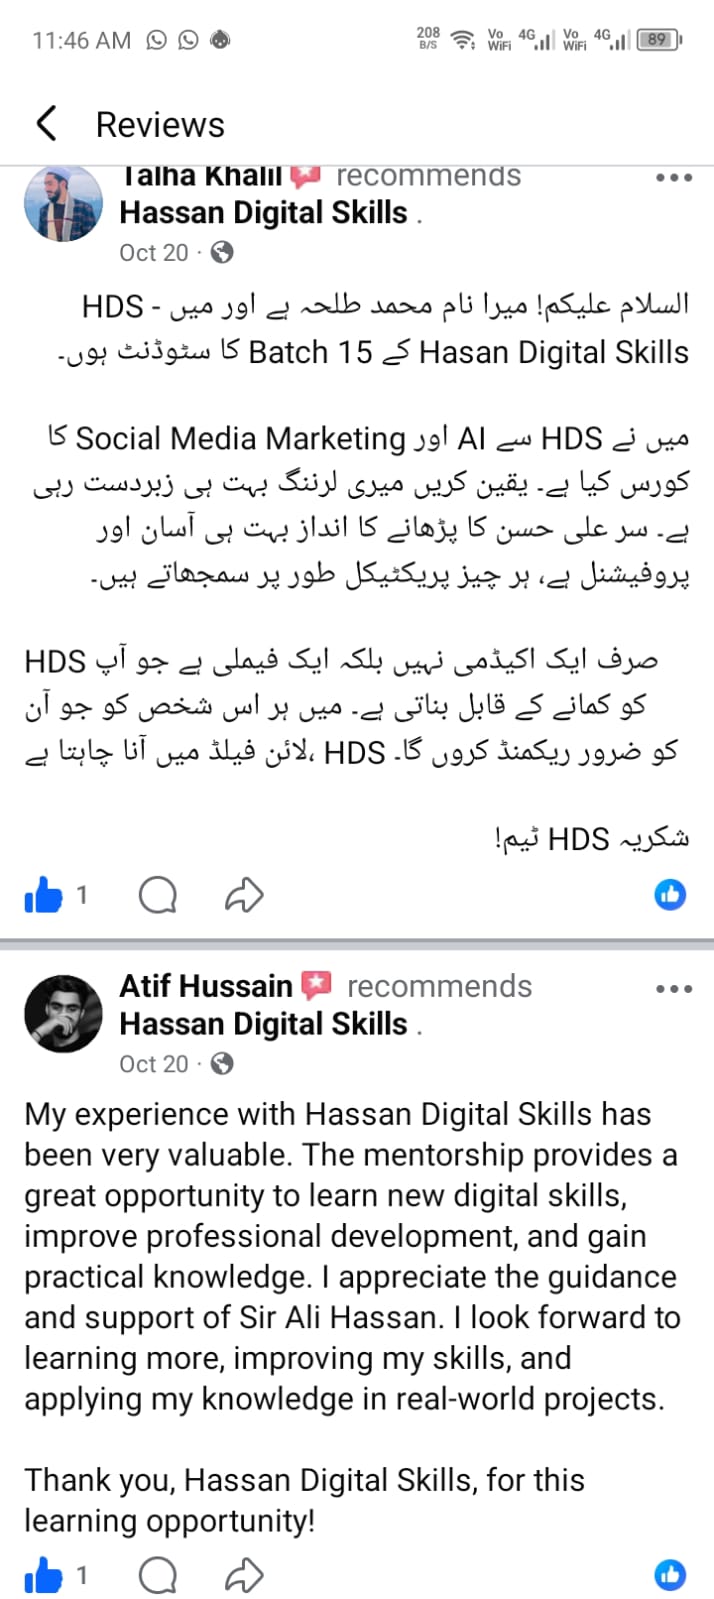 11:46 AM
208 B/S Vo WiFi 4G Vo WiFi 4G 89
Reviews
Talha Khalil recommends
Hassan Digital Skills .
Oct 20 ·
السلام علیکم! میرا نام محمد طلحہ ہے اور میں - HDS
Hasan Digital Skills کے Batch 15 کا سٹوڈنٹ ہوں۔
میں نے HDS سے AI اور Social Media Marketing کا
کورس کیا ہے۔ یقین کریں میری لرننگ بہت ہی زبردست رہی
ہے۔ سر علی حسن کا پڑھانے کا انداز بہت ہی آسان اور
پروفیشنل ہے، ہر چیز پریکٹیکل طور پر سمجھاتے ہیں۔
HDS صرف ایک اکیڈمی نہیں بلکہ ایک فیملی ہے جو آپ
کو کمانے کے قابل بناتی ہے۔ میں ہر اس شخص کو جو آن
لائن فیلڈ میں آنا چاہتا ہے، HDS کو ضرور ریکمنڈ کروں گا۔
شکریہ HDS ٹیم!
1
Atif Hussain recommends
Hassan Digital Skills .
Oct 20 ·
My experience with Hassan Digital Skills has
been very valuable. The mentorship provides a
great opportunity to learn new digital skills,
improve professional development, and gain
practical knowledge. I appreciate the guidance
and support of Sir Ali Hassan. I look forward to
learning more, improving my skills, and
applying my knowledge in real-world projects.
Thank you, Hassan Digital Skills, for this
learning opportunity!
1